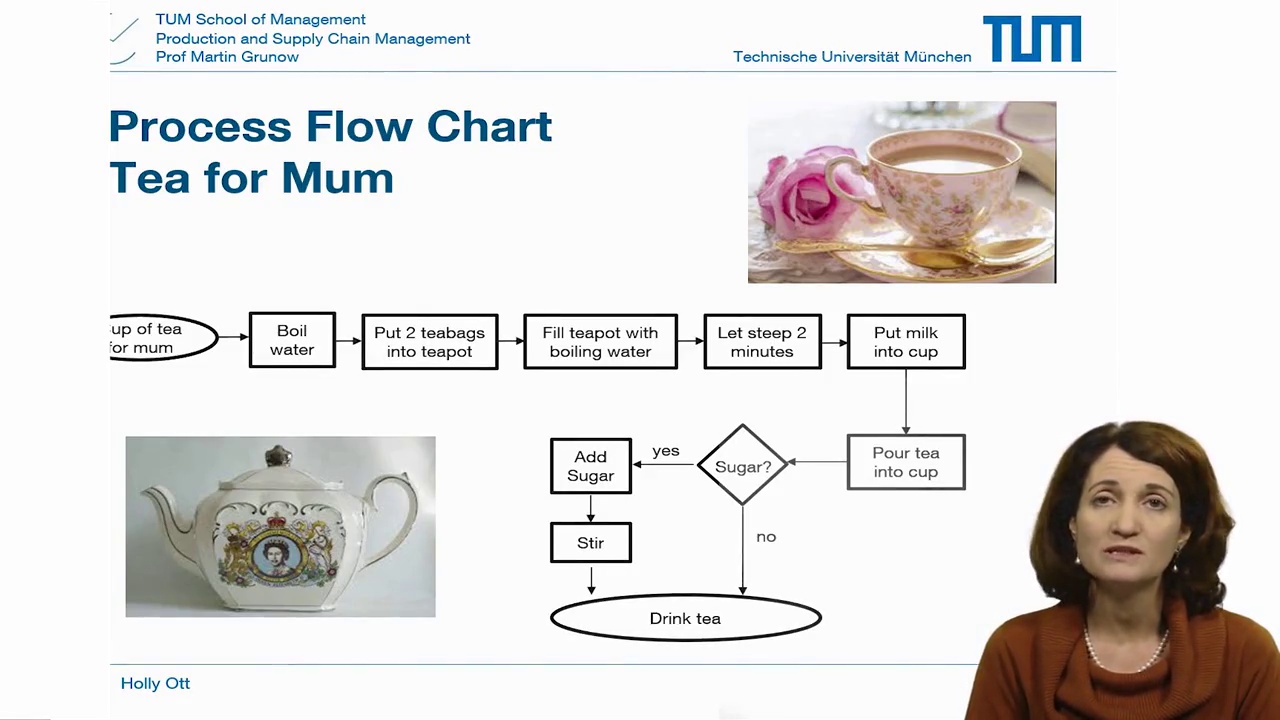 TUM School of Management
Production and Supply Chain Management
Prof Martin Grunow
Technische Universität München
TUM
Process Flow Chart
Tea for Mum
up of tea
for mum
Boil
water
Put 2 teabags
into teapot
Fill teapot with
boiling water
Let steep 2
minutes
Put milk
into cup
Pour tea
into cup
Sugar?
yes
Add
Sugar
no
Stir
Drink tea
Holly Ott